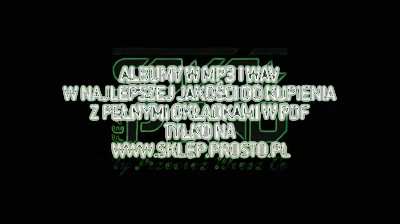 ALBUMY W MP3 I WAV
W NAJLEPSZEJ JAKOŚCI DO KUPIENIA
Z PEŁNYMI OKŁADKAMI W PDF
TYLKO NA
WWW.SKLEP.PROSTO.PL